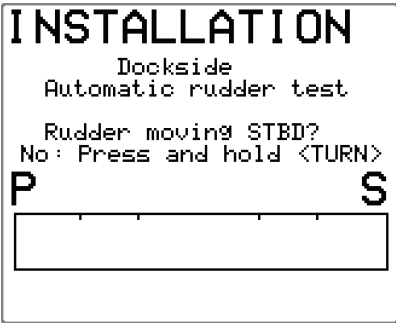 INSTALLATION
Dockside
Automatic rudder test
Rudder moving STBD?
No: Press and hold <TURN>
P S